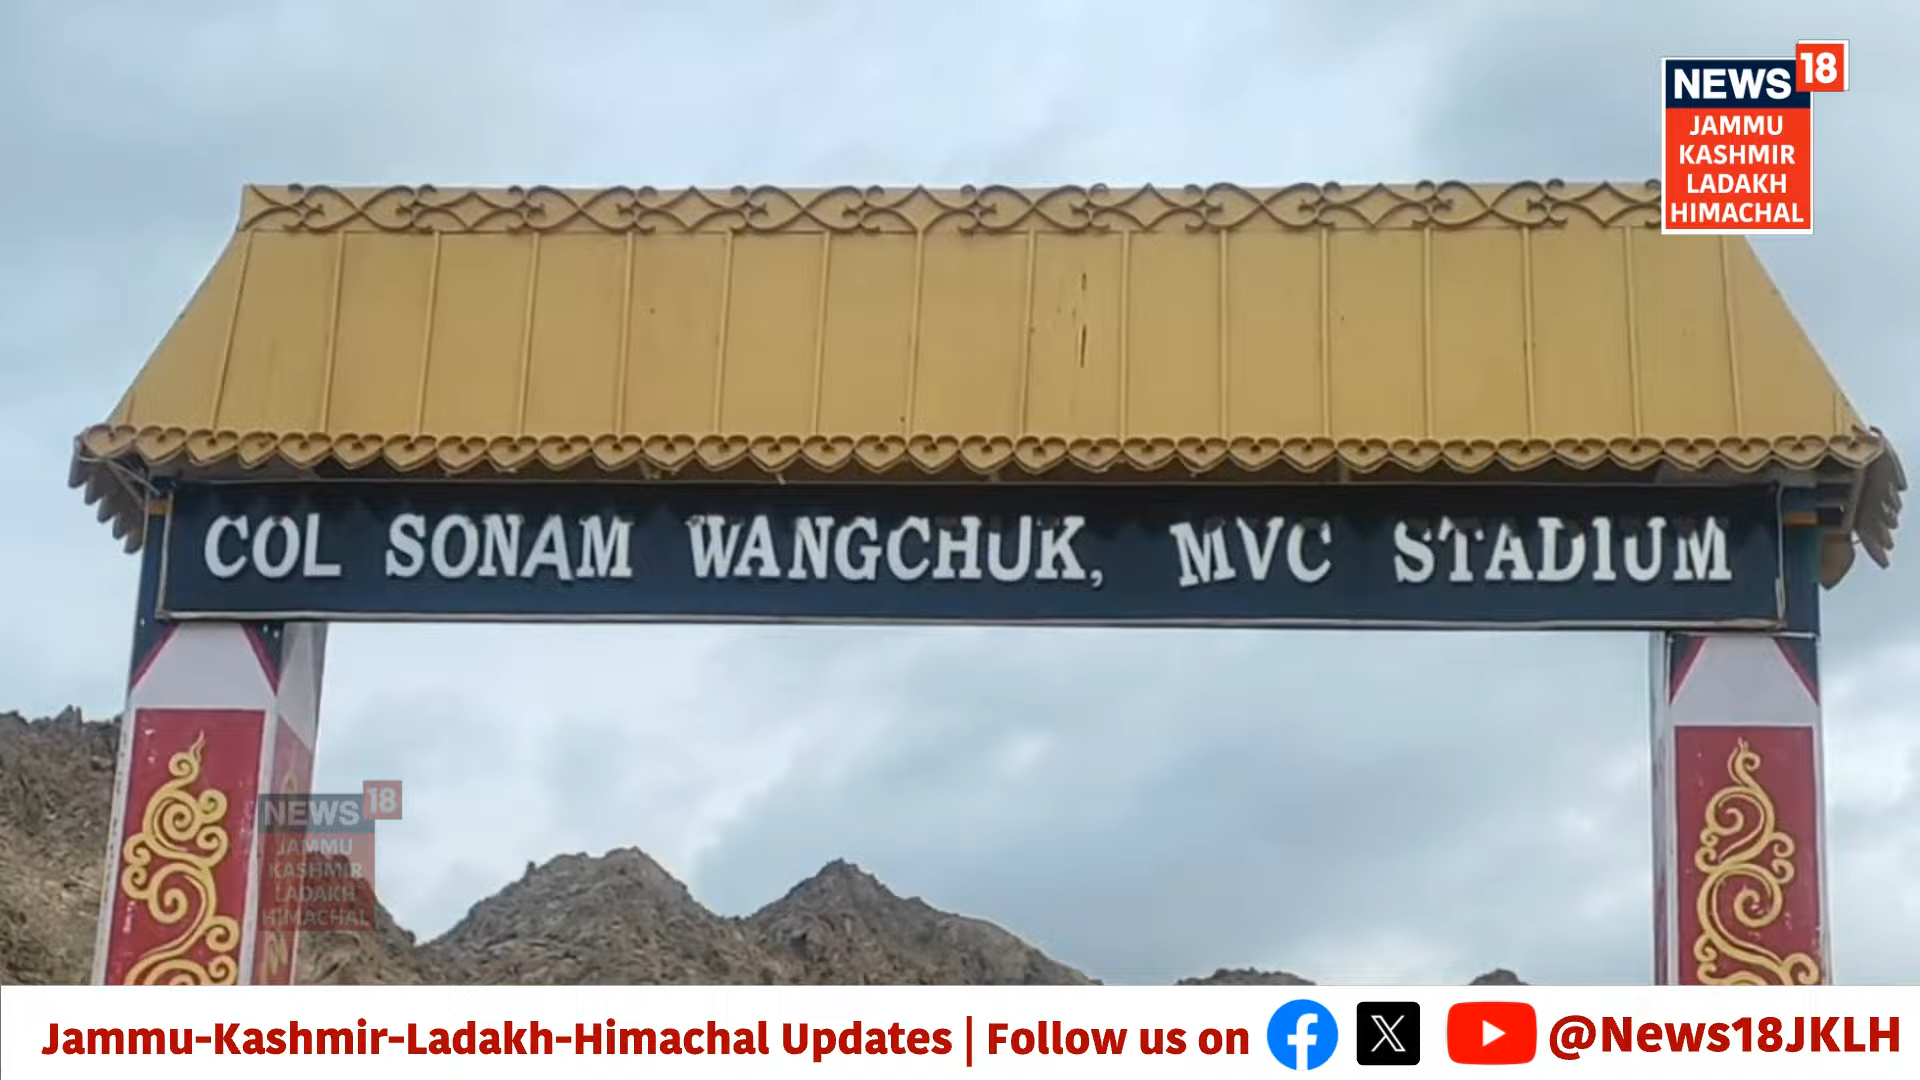 NEWS 18
JAMMU
KASHMIR
LADAKH
HIMACHAL
COL SONAM WANGCHUK, MVC STADIUM
NEWS 18
JAMMU
KASHMIR
LADAKH
HIMACHAL
Jammu-Kashmir-Ladakh-Himachal Updates | Follow us on @News18JKLH